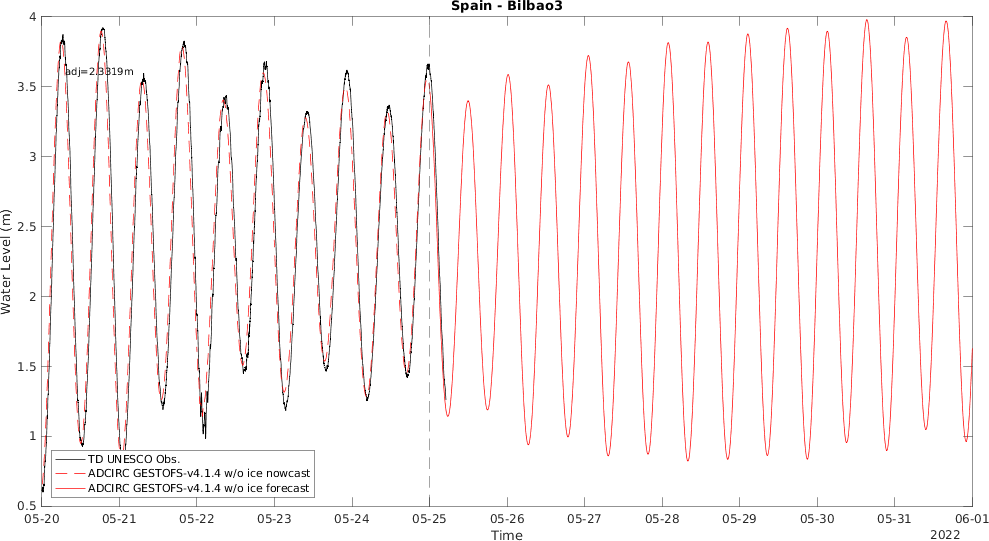 Spain - Bilbao3
4
adj=2.3319m
3.5
3
2.5
Water Level (m)
2
1.5
1
0.5
TD UNESCO Obs.
ADCIRC GESTOFS-v4.1.4 w/o ice nowcast
ADCIRC GESTOFS-v4.1.4 w/o ice forecast
05-20 05-21 05-22 05-23 05-24 05-25 05-26 05-27 05-28 05-29 05-30 05-31 06-01
Time
2022